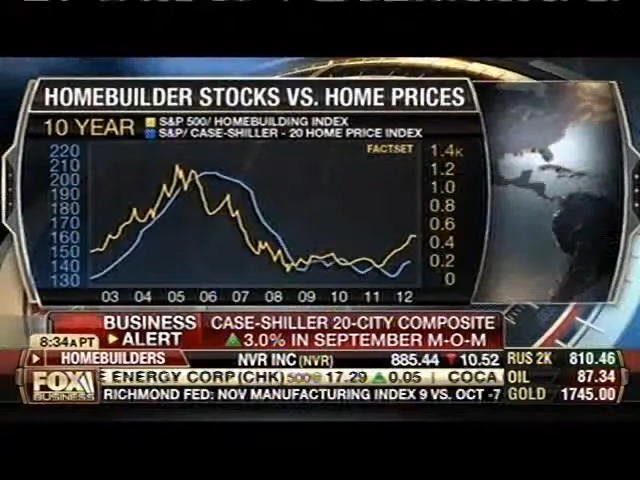 HOMEBUILDER STOCKS VS. HOME PRICES
10 YEAR
S&P 500/ HOMEBUILDING INDEX
S&P/ CASE-SHILLER - 20 HOME PRICE INDEX
FACTSET
220
210
200
190
180
170
160
150
140
130
1.4K
1.2
1.0
0.8
0.6
0.4
0.2
0
03 04 05 06 07 08 09 10 11 12
BUSINESS ALERT
CASE-SHILLER 20-CITY COMPOSITE
▲3.0% IN SEPTEMBER M-O-M
8:34A PT
HOMEBUILDERS NVR INC (NVR) 885.44 ▼ 10.52
RUS 2K 810.46
FOX BUSINESS
E ENERGY CORP (CHK) 17.29 ▲ 0.05 | COCA
OIL 87.34
RICHMOND FED: NOV MANUFACTURING INDEX 9 VS. OCT -7
GOLD 1745.00